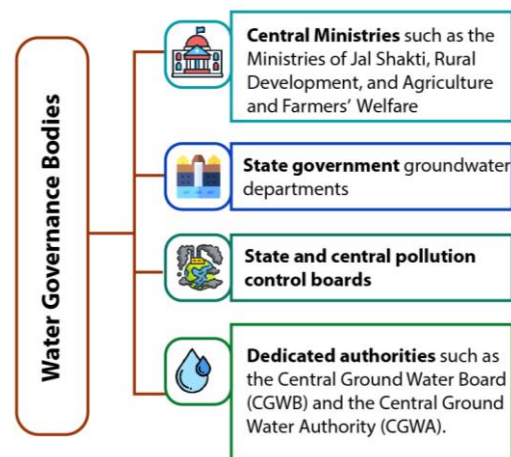 Water Governance Bodies
Central Ministries such as the
Ministries of Jal Shakti, Rural
Development, and Agriculture
and Farmers’ Welfare
State government groundwater
departments
State and central pollution
control boards
Dedicated authorities such as
the Central Ground Water Board
(CGWB) and the Central Ground
Water Authority (CGWA).